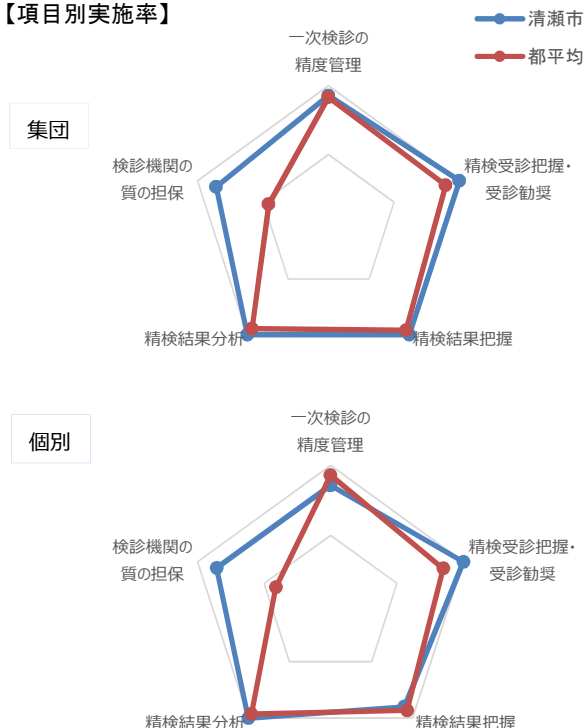 【項目別実施率】
清瀬市
都平均
集団
一次検診の
精度管理
精検受診把握・
受診勧奨
精検結果把握
精検結果分析
検診機関の
質の担保
個別
一次検診の
精度管理
精検受診把握・
受診勧奨
精検結果把握
精検結果分析
検診機関の
質の担保